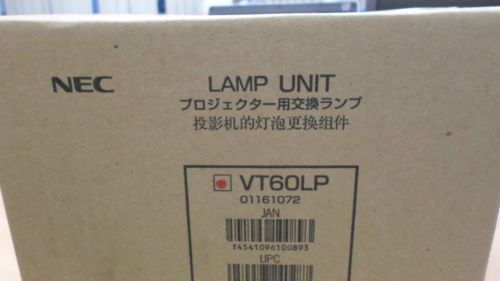 NEC
LAMP UNIT
プロジェクター用交換ランプ
投影机的灯泡更换组件
VT60LP
01161072
JAN
T4541096100893
UPC